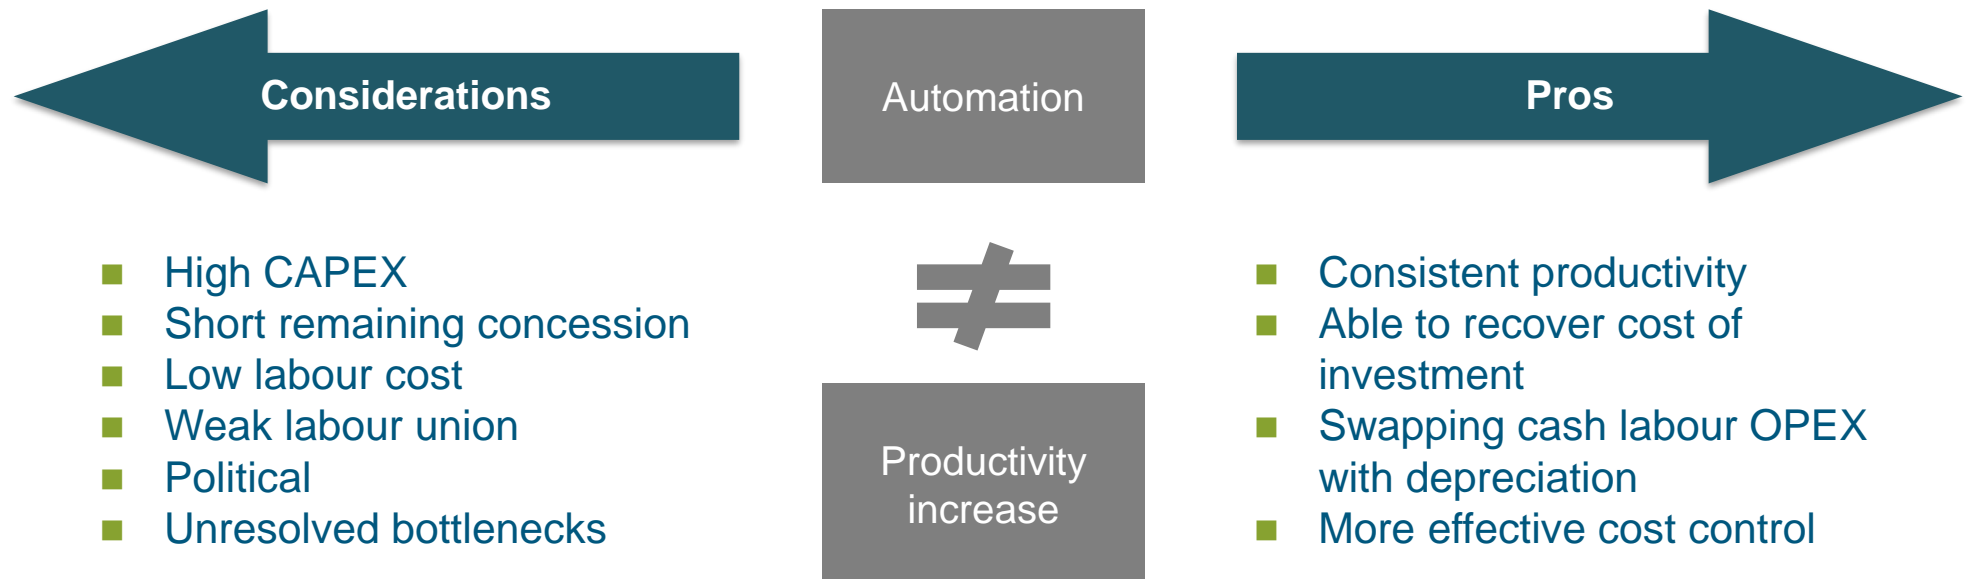 Considerations
Automation
Pros
High CAPEX
Short remaining concession
Low labour cost
Weak labour union
Political
Unresolved bottlenecks
≠
Productivity
increase
Consistent productivity
Able to recover cost of
investment
Swapping cash labour OPEX
with depreciation
More effective cost control